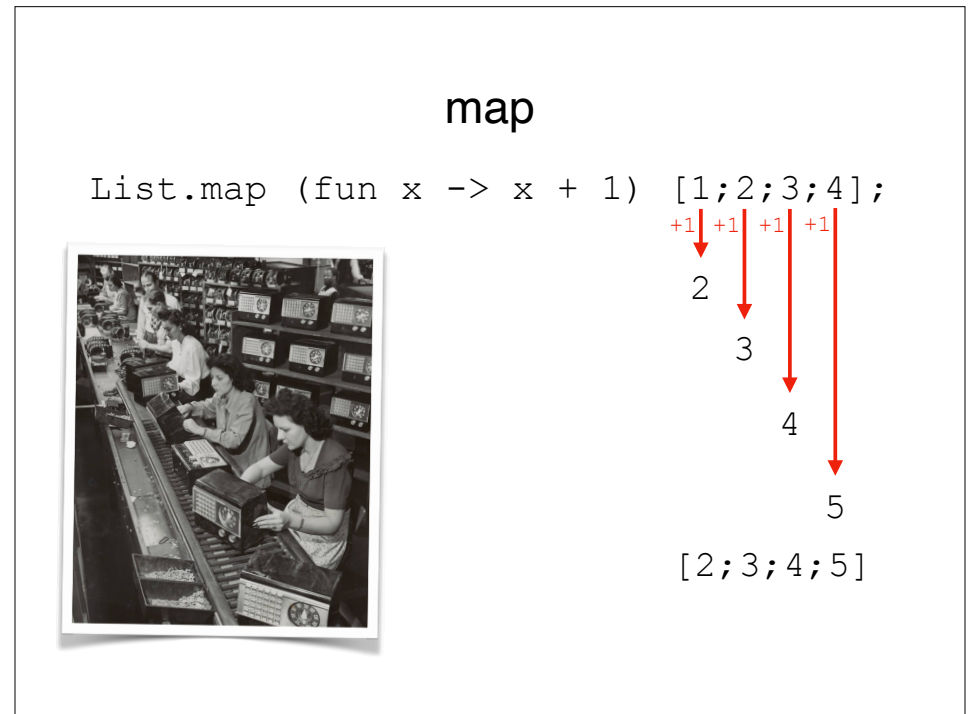 map
List.map (fun x -> x + 1) [1;2;3;4];
+1 +1 +1 +1
2
3
4
5
[2;3;4;5]